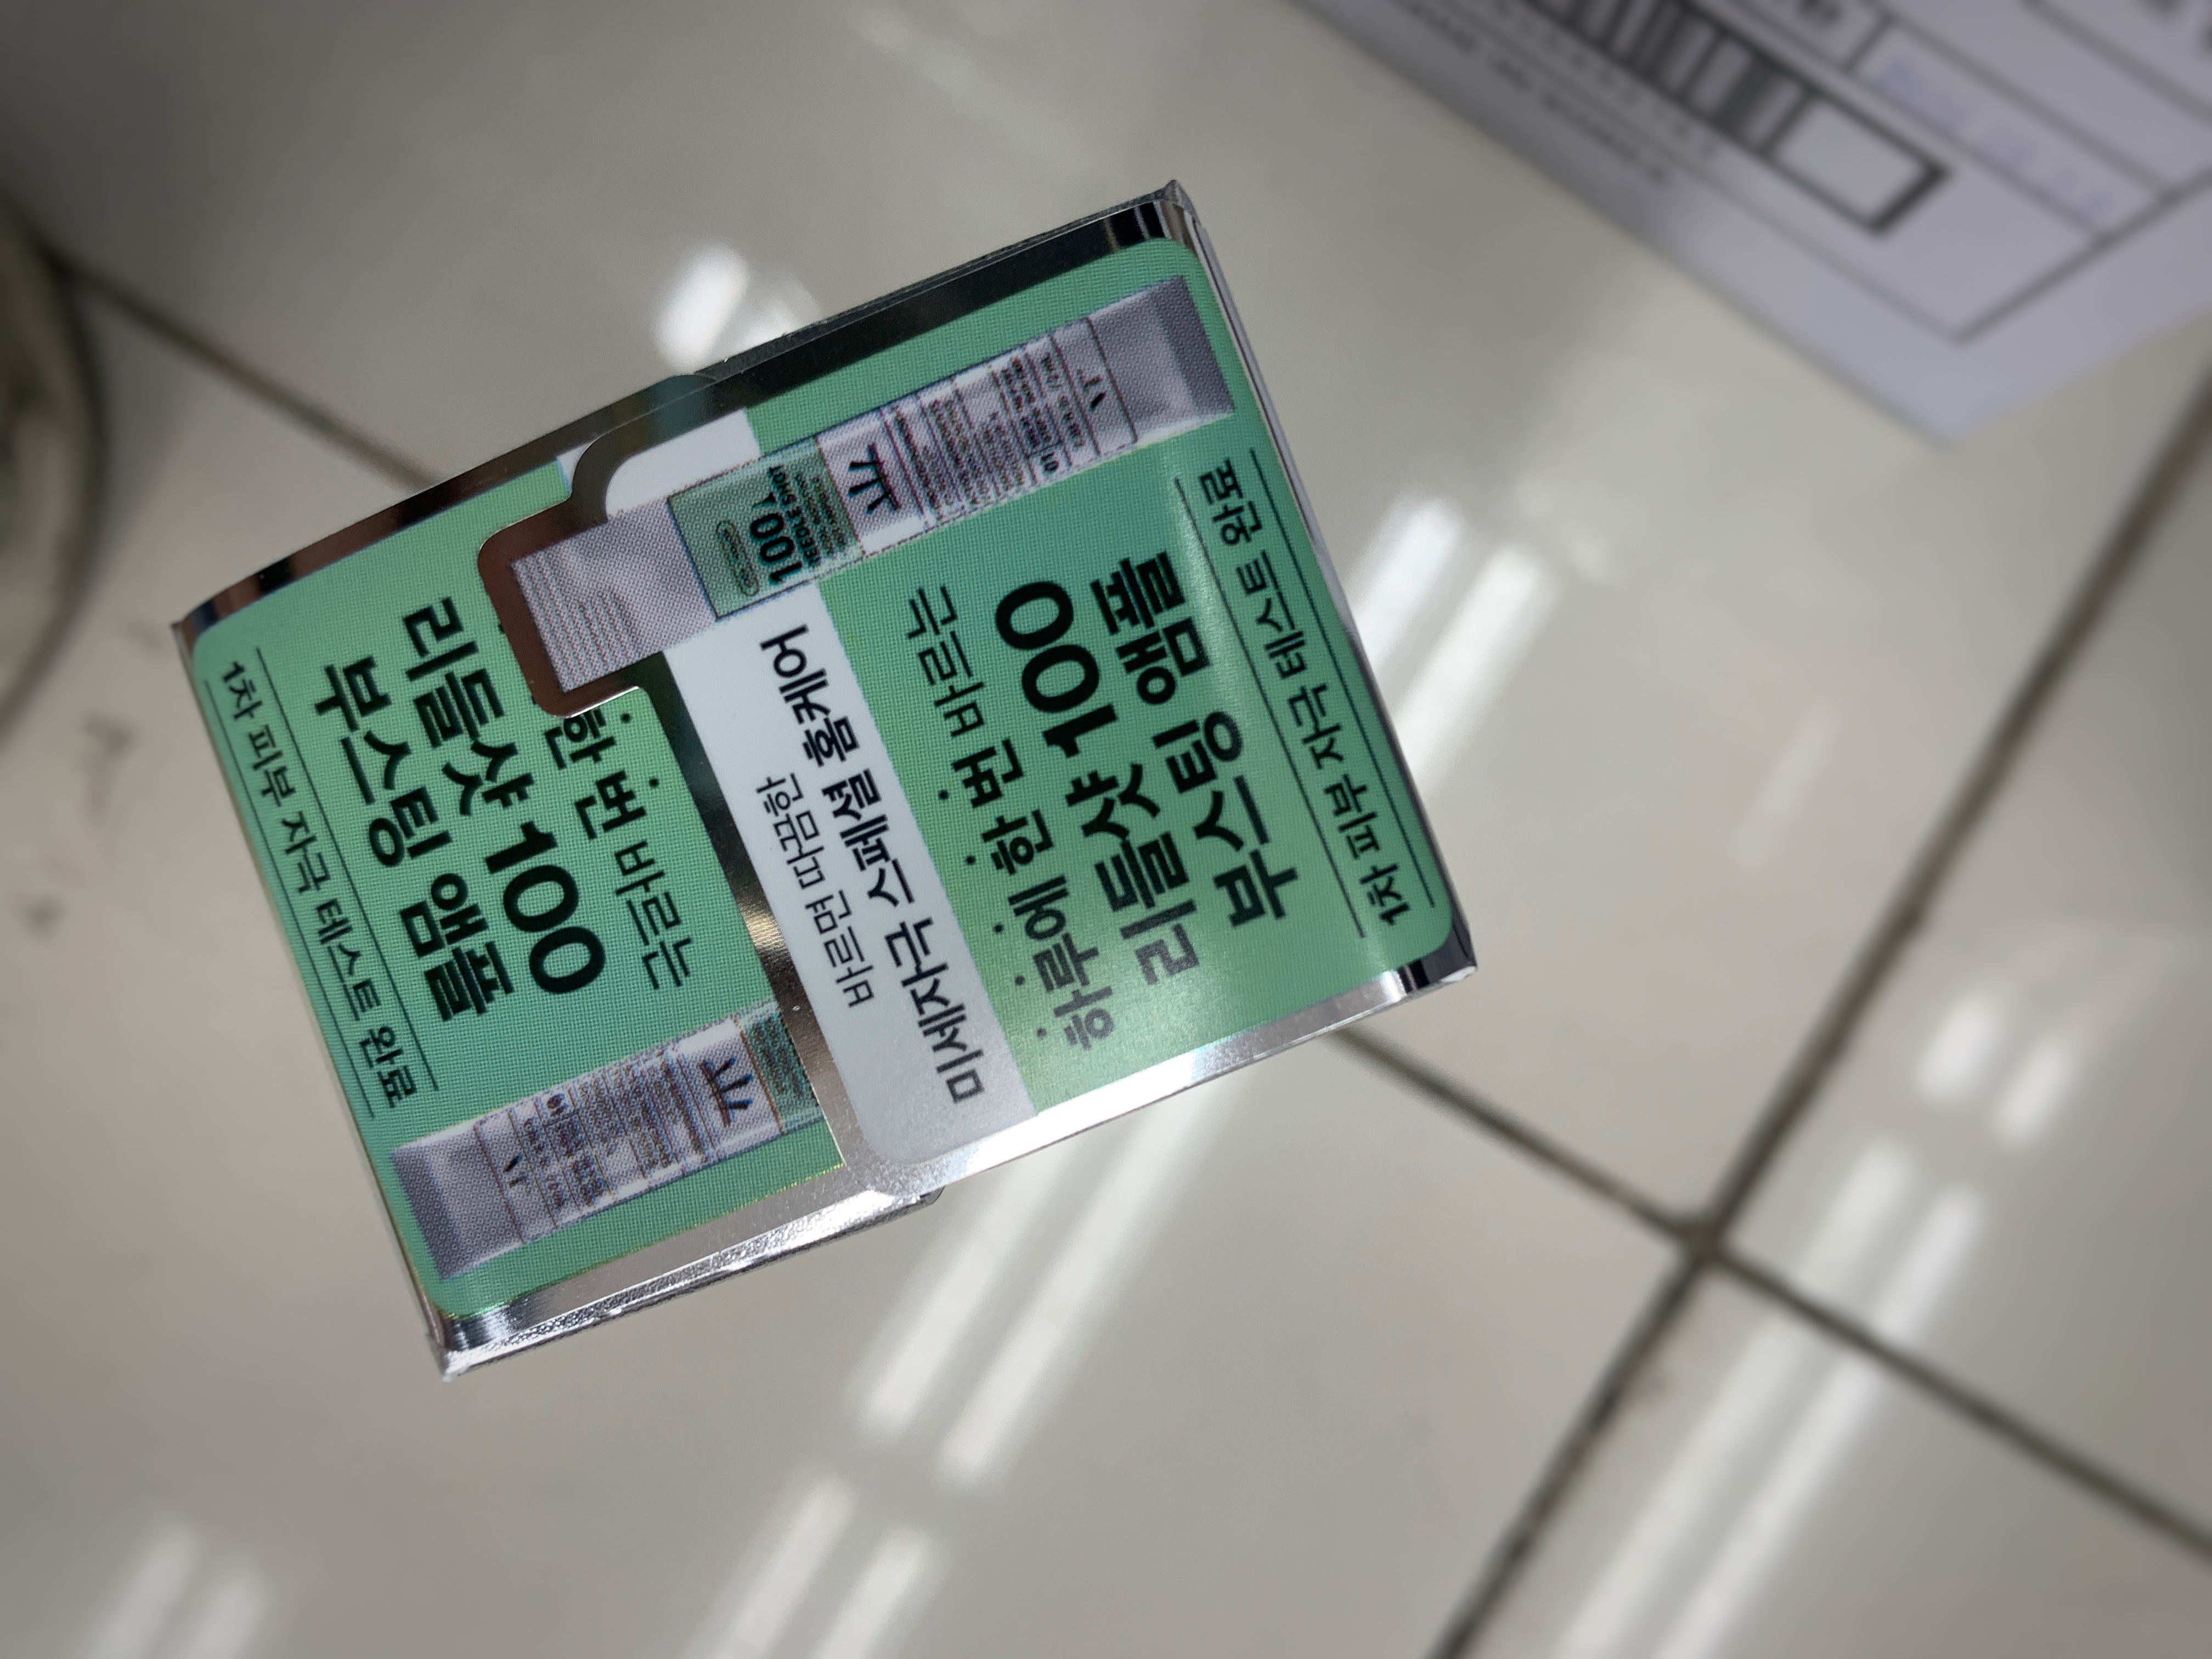 바르면 따끔한
미세자극 스페셜 홈케어
하루에 한 번 바르는
리들샷 100
부스팅 앰플
1차 피부 자극 테스트 완료
100
NEEDLE SHOT
한 번 바르는
리들샷 100
부스팅 앰플
1차 피부 자극 테스트 완료